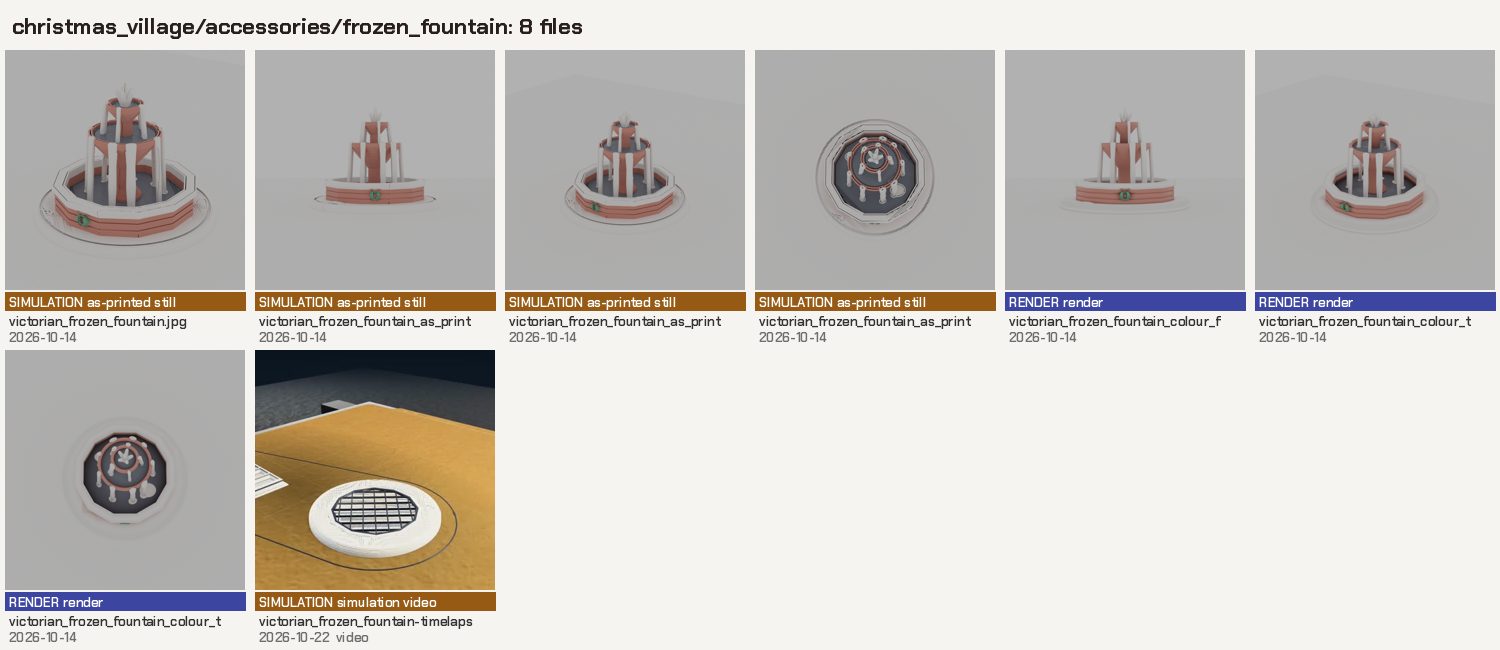 christmas_village/accessories/frozen_fountain: 8 files
SIMULATION as-printed still
SIMULATION as-printed still
SIMULATION as-printed still
SIMULATION as-printed still
RENDER render
RENDER render
victorian_frozen_fountain.jpg
victorian_frozen_fountain_as_print
victorian_frozen_fountain_as_print
victorian_frozen_fountain_as_print
victorian_frozen_fountain_colour_f
victorian_frozen_fountain_colour_t
2026-10-14
2026-10-14
2026-10-14
2026-10-14
2026-10-14
2026-10-14
RENDER render
SIMULATION simulation video
victorian_frozen_fountain_colour_t
victorian_frozen_fountain-timelaps
2026-10-14
2026-10-22 video